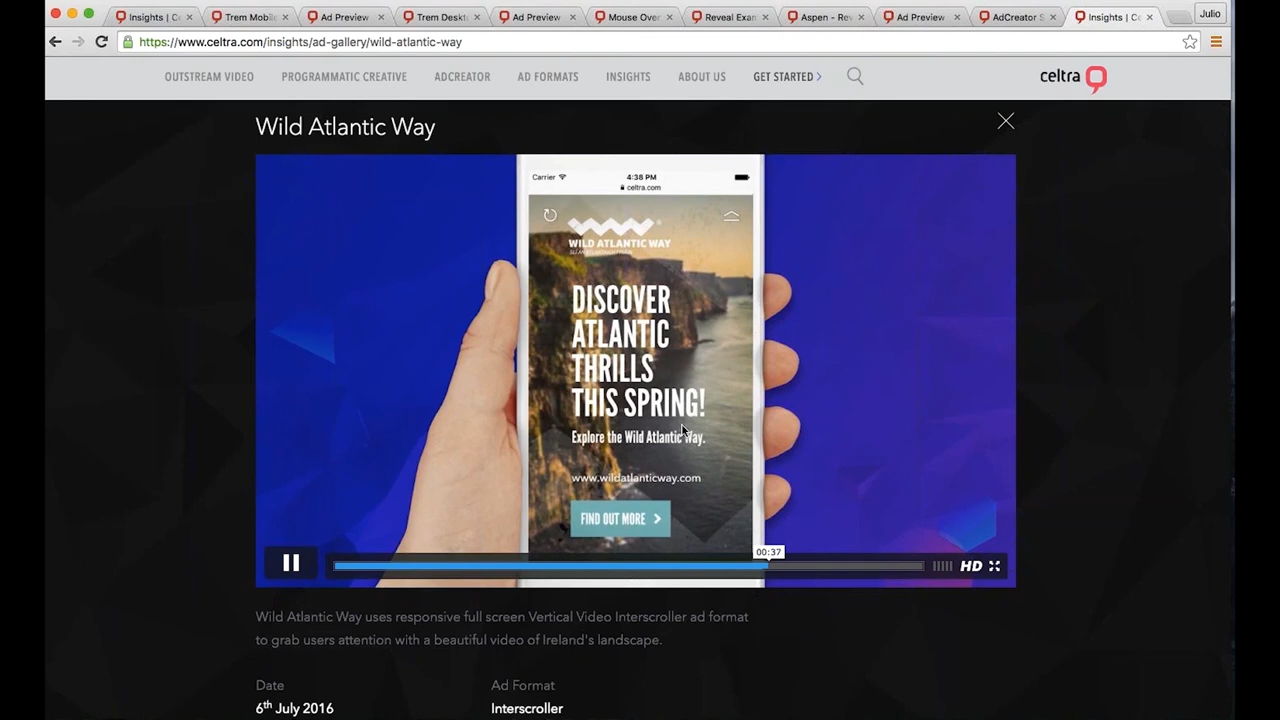 Insights | Ce
Trem Mobile
Ad Preview
Trem Deskto
Ad Preview
Mouse Over
Reveal Exam
Aspen - Rev
Ad Preview
AdCreator S
Insights | Ce
Julio
https://www.celtra.com/insights/ad-gallery/wild-atlantic-way
OUTSTREAM VIDEO
PROGRAMMATIC CREATIVE
ADCREATOR
AD FORMATS
INSIGHTS
ABOUT US
GET STARTED >
celtra
Wild Atlantic Way
Carrier
4:38 PM
celtra.com
WILD ATLANTIC WAY
DISCOVER
ATLANTIC
THRILLS
THIS SPRING!
Explore the Wild Atlantic Way.
www.wildatlanticway.com
FIND OUT MORE >
00:37
HD
Wild Atlantic Way uses responsive full screen Vertical Video Interscroller ad format
to grab users attention with a beautiful video of Ireland's landscape.
Date
Ad Format
6th July 2016
Interscroller